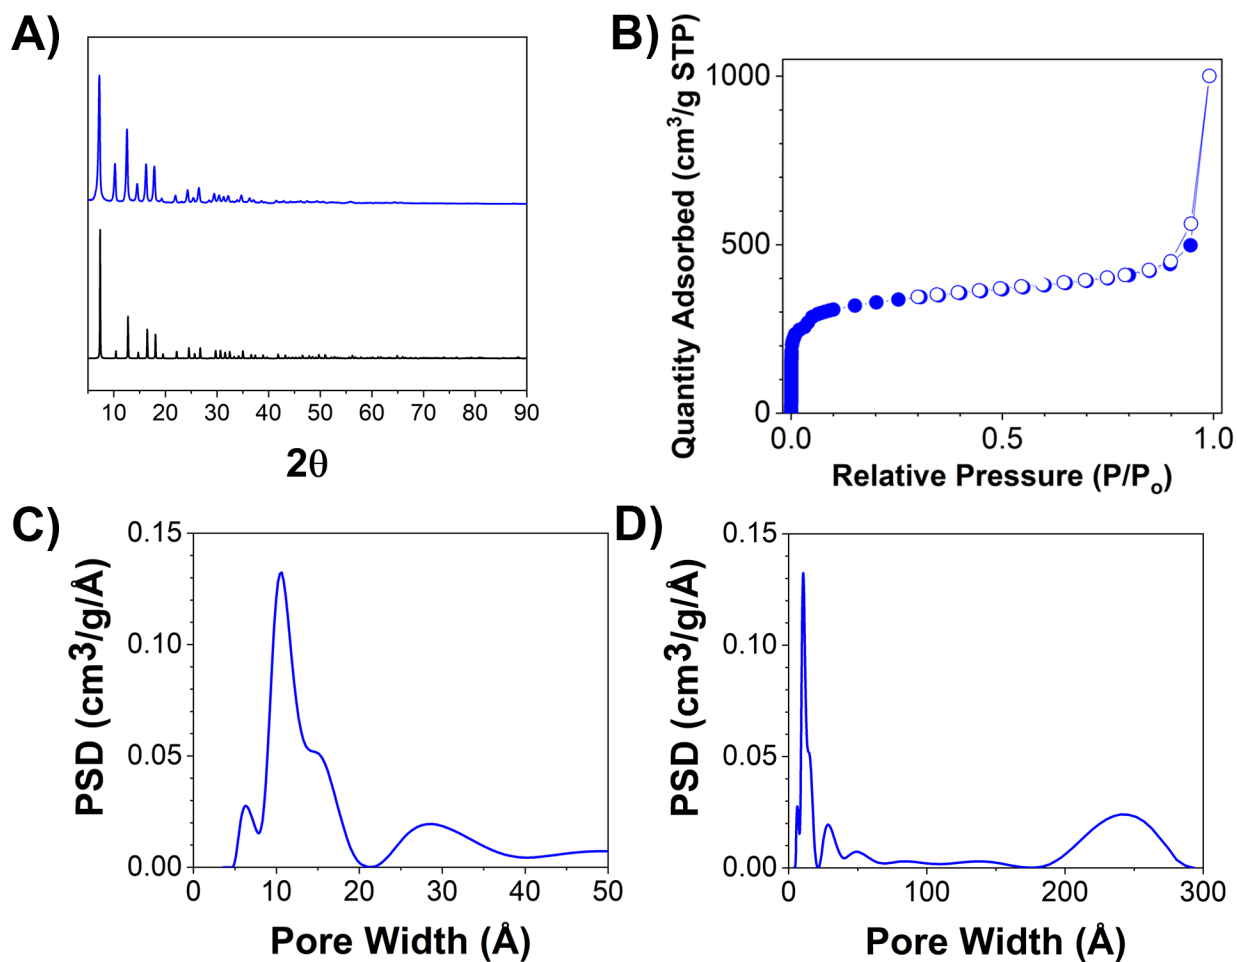 A)
10 20 30 40 50 60 70 80 90
2θ
B)
Quantity Adsorbed (cm³/g STP)
1000
500
0
0.0 0.5 1.0
Relative Pressure (P/Pₒ)
C)
PSD (cm³/g/Å)
0.15
0.10
0.05
0.00
0 10 20 30 40 50
Pore Width (Å)
D)
PSD (cm³/g/Å)
0.15
0.10
0.05
0.00
0 100 200 300
Pore Width (Å)